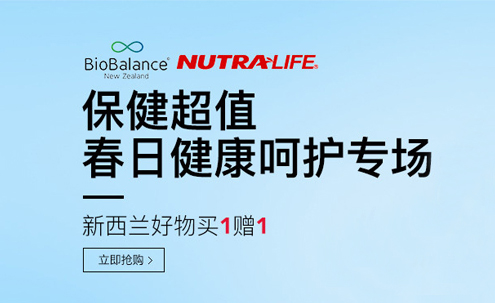 BioBalance®
New Zealand
NUTRA-LIFE®
保健超值
春日健康呵护专场
新西兰好物买1赠1
立即抢购 >